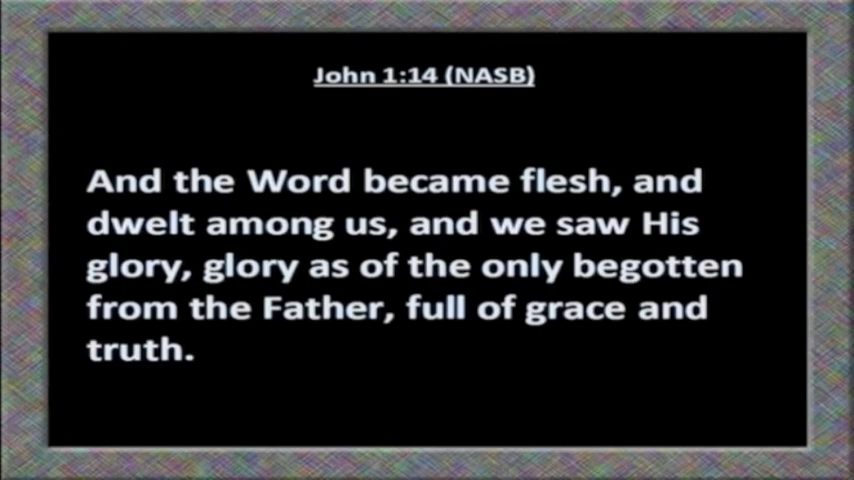 John 1:14 (NASB)
And the Word became flesh, and
dwelt among us, and we saw His
glory, glory as of the only begotten
from the Father, full of grace and
truth.